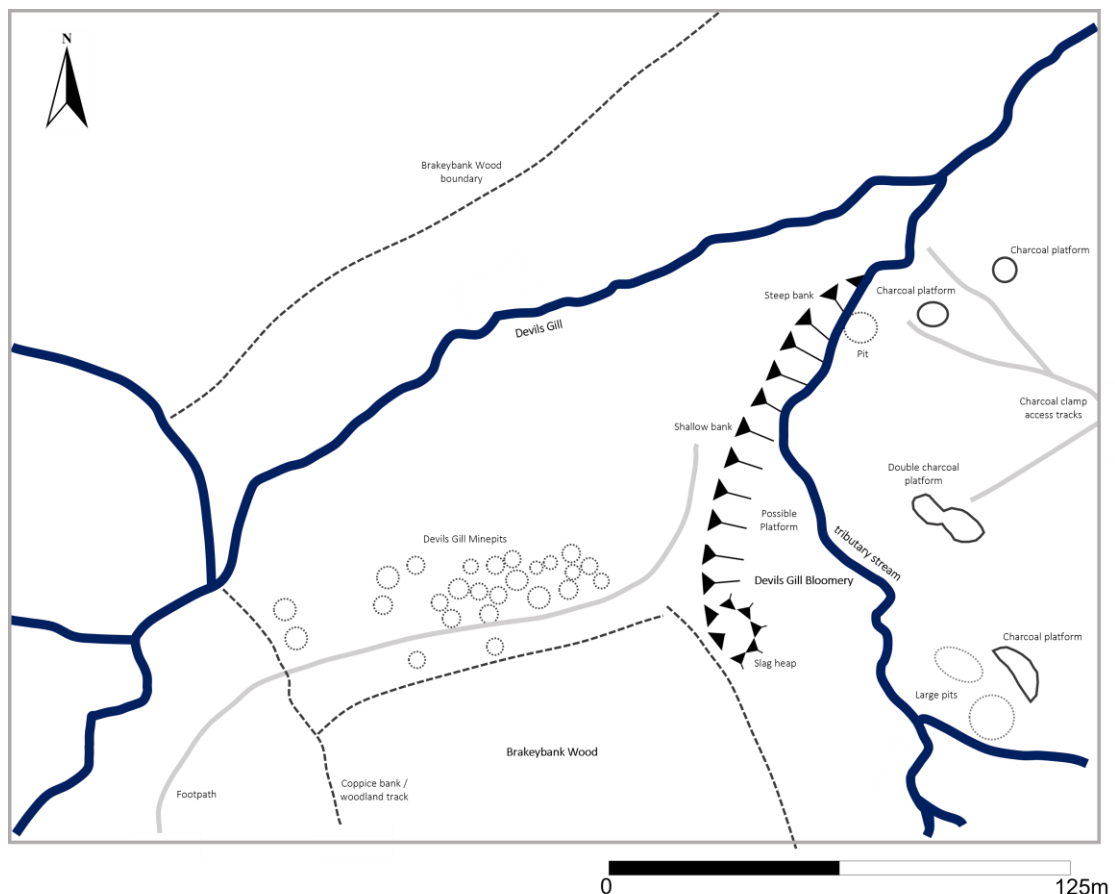 N
Brakeybank Wood
boundary
Charcoal platform
Steep bank
Charcoal platform
Devils Gill
Pit
Charcoal clamp
access tracks
Shallow bank
Double charcoal
platform
Possible
Platform
Devils Gill Minepits
tributary stream
Devils Gill Bloomery
Charcoal platform
Slag heap
Large pits
Brakeybank Wood
Coppice bank /
woodland track
Footpath
0
125m